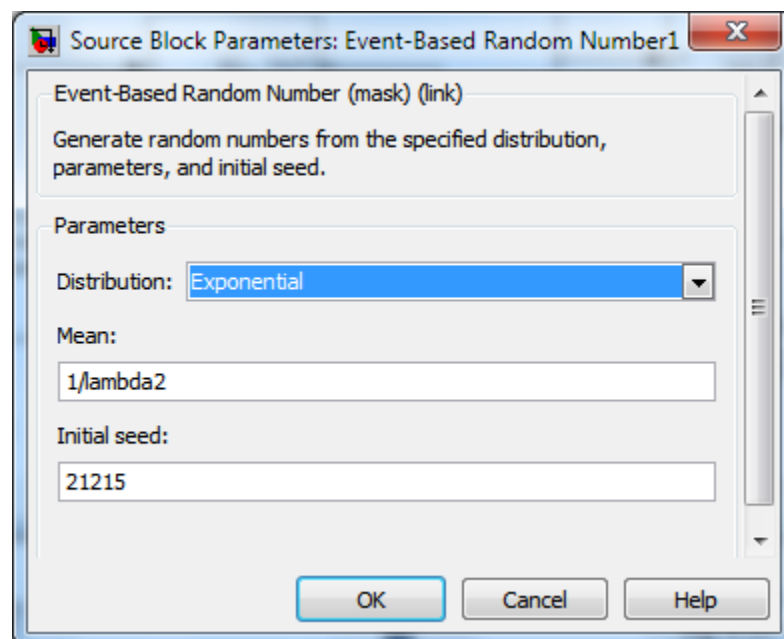 Source Block Parameters: Event-Based Random Number1
Event-Based Random Number (mask) (link)
Generate random numbers from the specified distribution,
parameters, and initial seed.
Parameters
Distribution: Exponential
Mean:
1/lambda2
Initial seed:
21215
OK Cancel Help